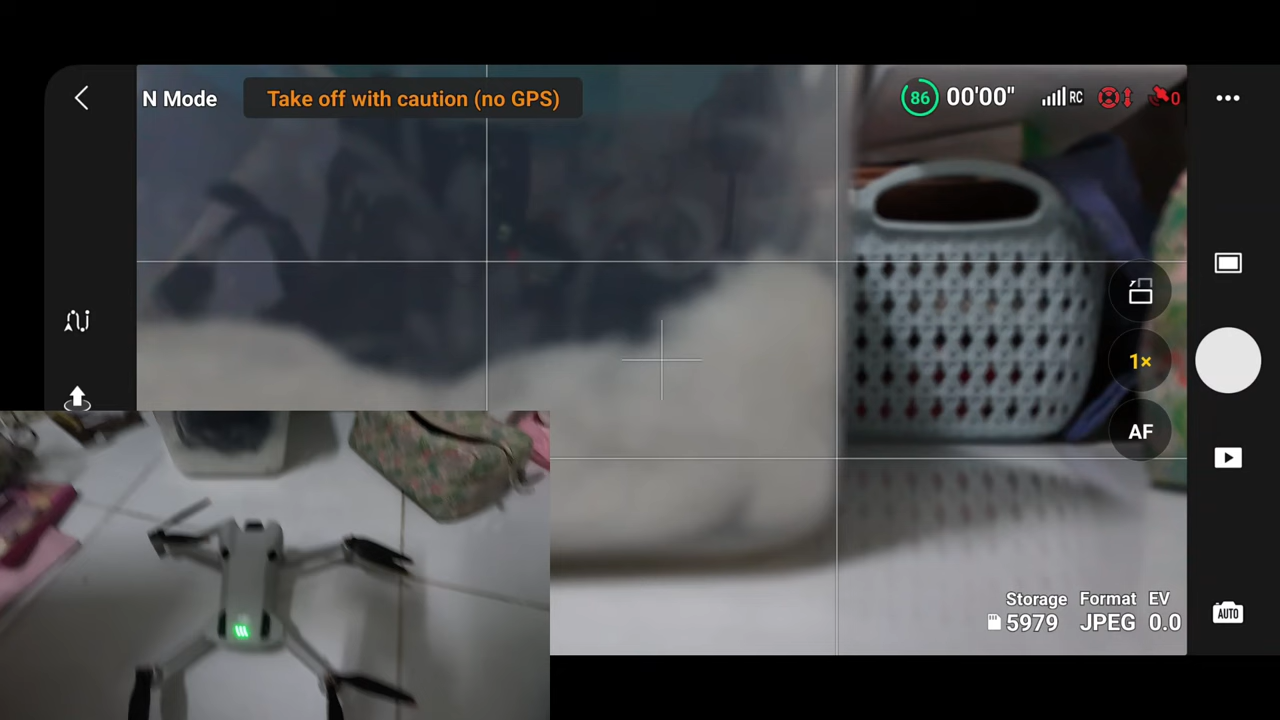 N Mode
Take off with caution (no GPS)
86
00'00"
RC
0
1×
AF
Storage Format EV
5979 JPEG 0.0
AUTO